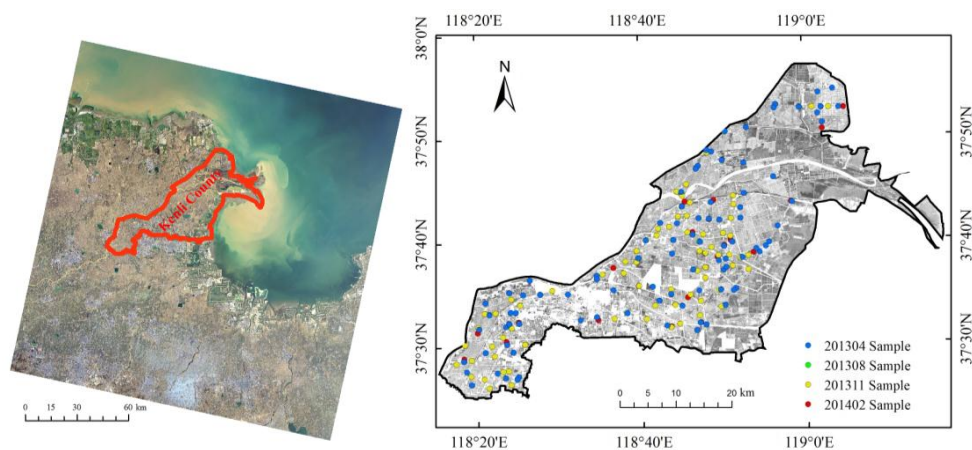 Kenli County
0 15 30 60 km
118°20'E 118°40'E 119°0'E
38°0'N
37°50'N
37°40'N
37°30'N
N
37°50'N
37°40'N
37°30'N
201304 Sample
201308 Sample
201311 Sample
201402 Sample
0 5 10 20 km
118°20'E 118°40'E 119°0'E